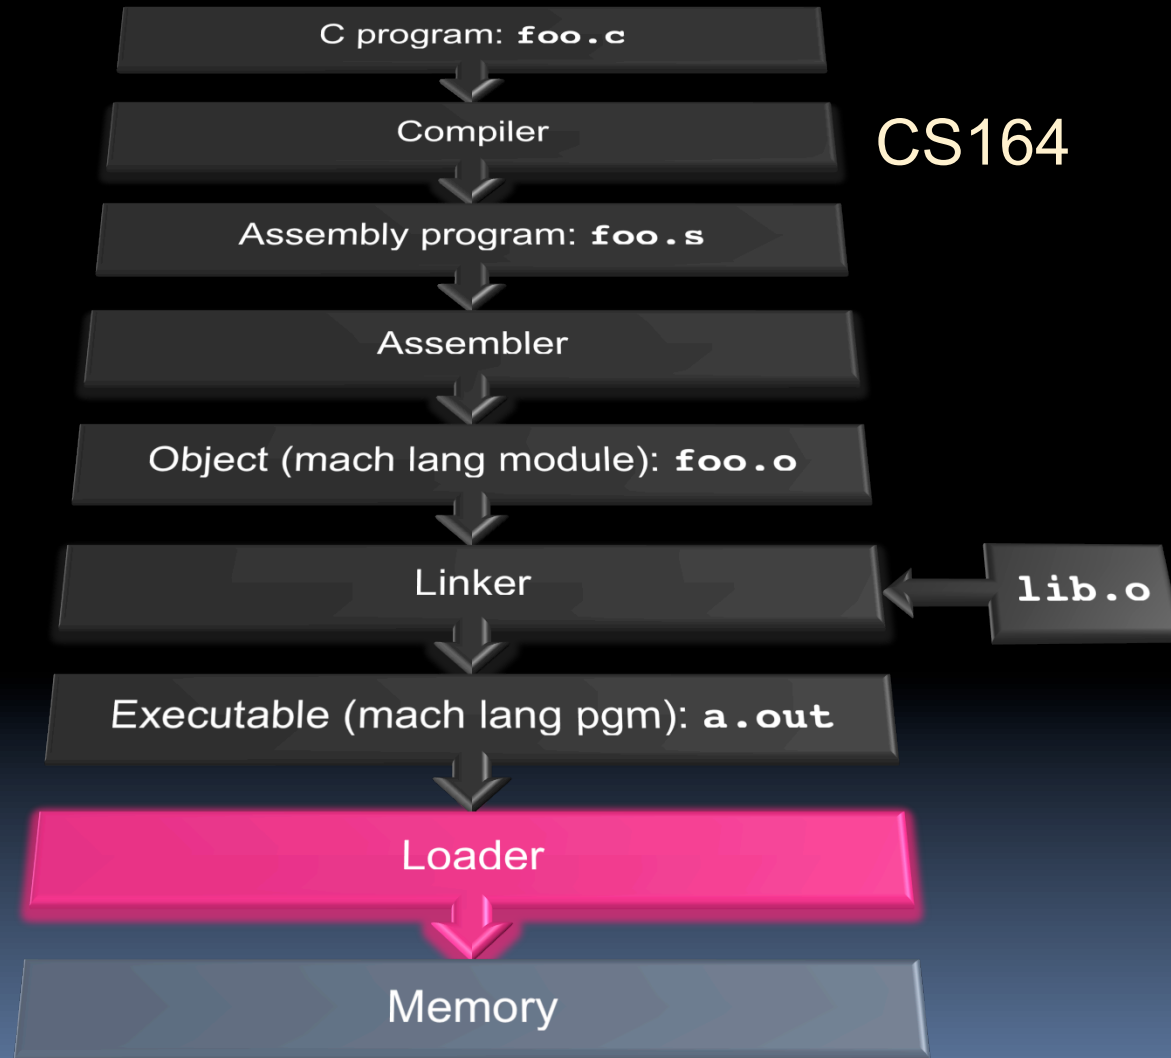 C program: foo.c
Compiler
CS164
Assembly program: foo.s
Assembler
Object (mach lang module): foo.o
Linker
lib.o
Executable (mach lang pgm): a.out
Loader
Memory